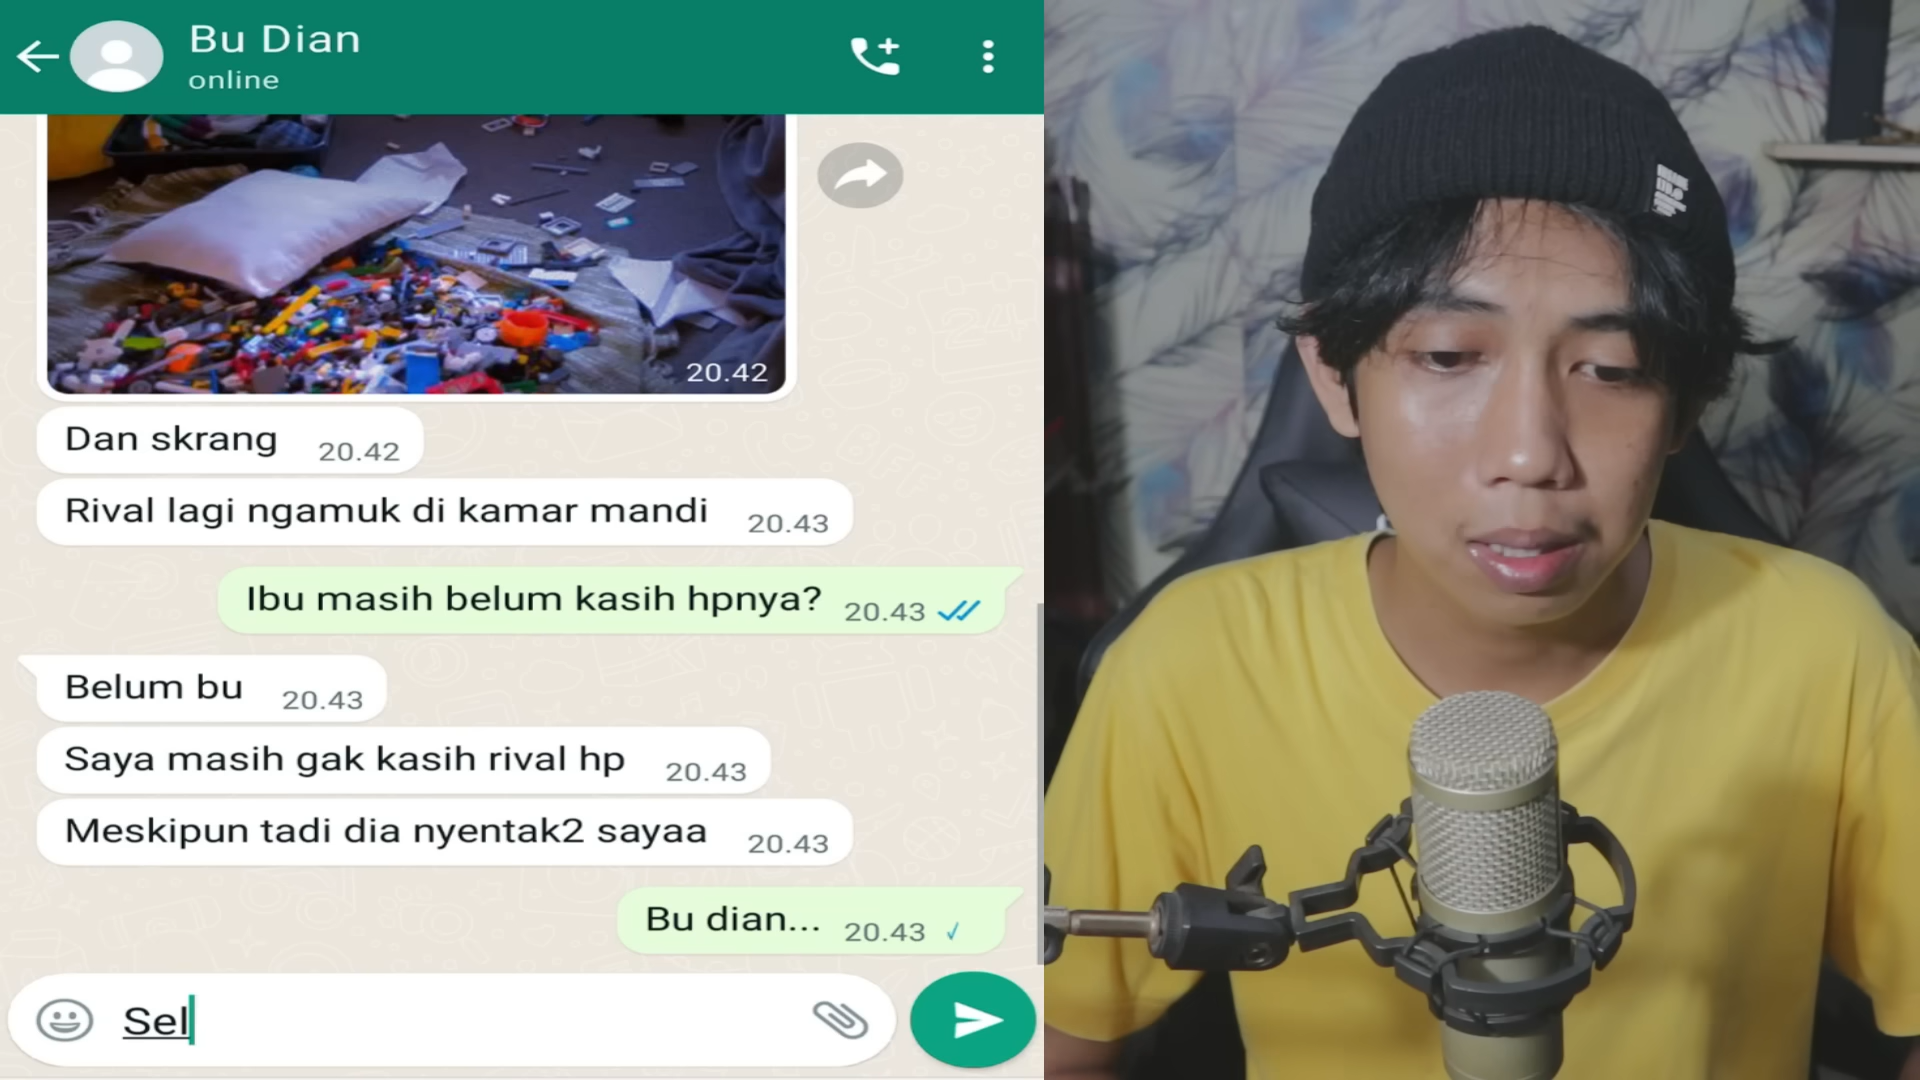 Bu Dian
online
20.42
Dan skrang 20.42
Rival lagi ngamuk di kamar mandi 20.43
Ibu masih belum kasih hpnya? 20.43
Belum bu 20.43
Saya masih gak kasih rival hp 20.43
Meskipun tadi dia nyentak2 sayaa 20.43
Bu dian... 20.43
Sel